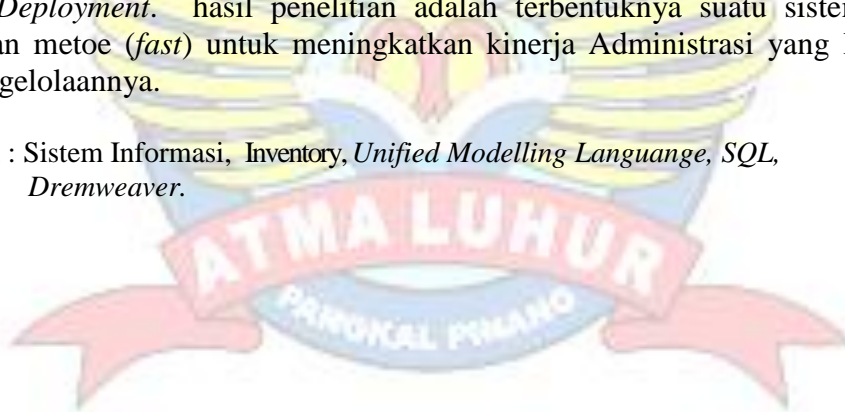 Deployment. hasil penelitian adalah terbentuknya suatu sistem
an metoe (fast) untuk meningkatkan kinerja Administrasi yang
gelolaannya.
: Sistem Informasi, Inventory, Unified Modelling Languange, SQL,
Dremweaver.
ATMA LUHUR
PANGKAL PINANG